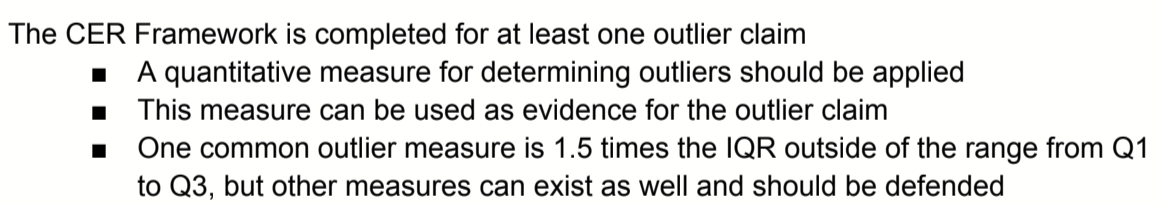 The CER Framework is completed for at least one outlier claim
■ A quantitative measure for determining outliers should be applied
■ This measure can be used as evidence for the outlier claim
■ One common outlier measure is 1.5 times the IQR outside of the range from Q1
to Q3, but other measures can exist as well and should be defended